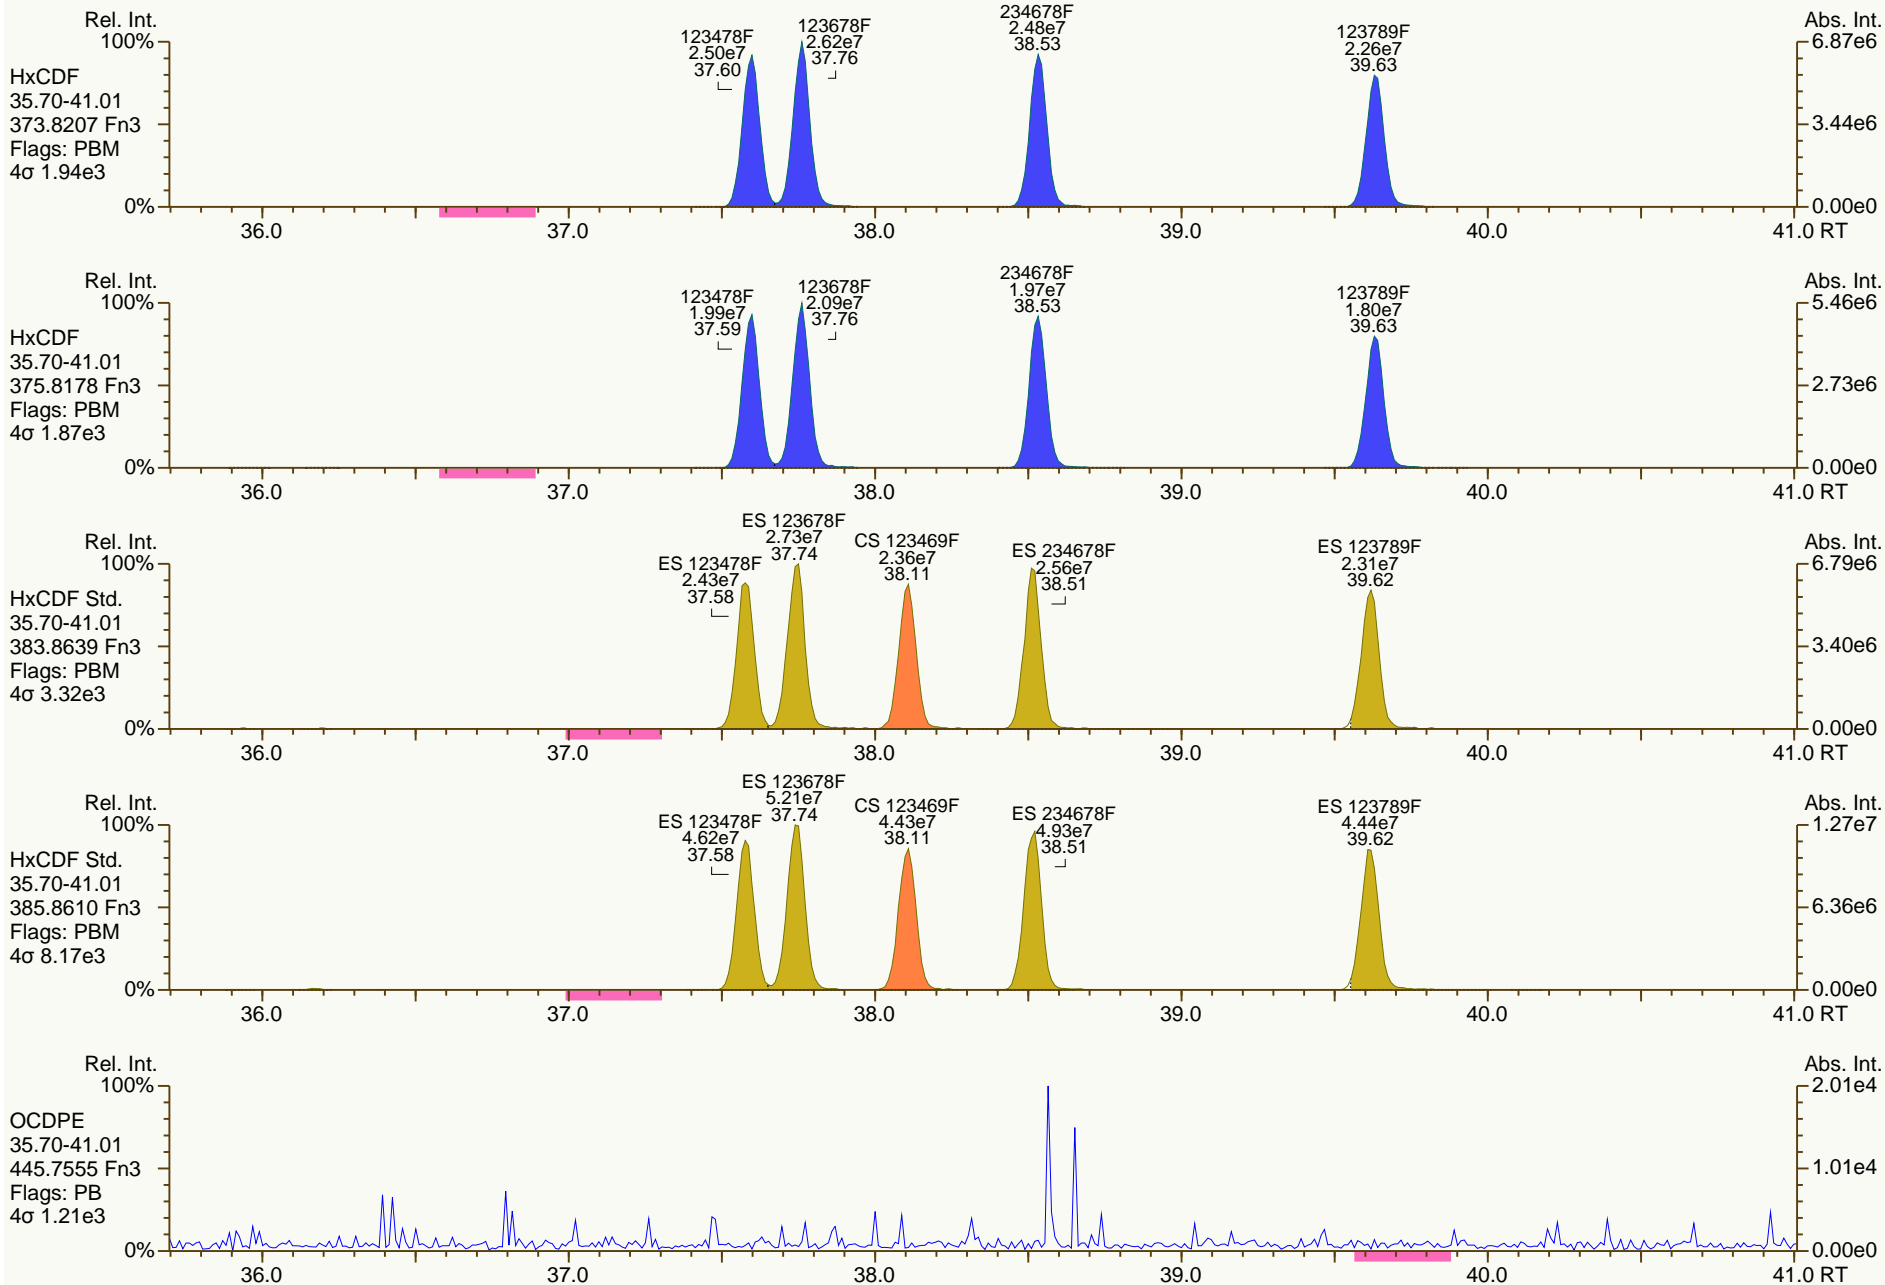 Rel. Int.
100%
0%
HxCDF
35.70-41.01
373.8207 Fn3
Flags: PBM
4σ 1.94e3
123478F
2.50e7
37.60
123678F
2.62e7
37.76
234678F
2.48e7
38.53
123789F
2.26e7
39.63
Abs. Int.
6.87e6
3.44e6
0.00e0
36.0 37.0 38.0 39.0 40.0 41.0 RT
Rel. Int.
100%
0%
HxCDF
35.70-41.01
375.8178 Fn3
Flags: PBM
4σ 1.87e3
123478F
1.99e7
37.59
123678F
2.09e7
37.76
234678F
1.97e7
38.53
123789F
1.80e7
39.63
Abs. Int.
5.46e6
2.73e6
0.00e0
36.0 37.0 38.0 39.0 40.0 41.0 RT
Rel. Int.
100%
0%
HxCDF Std.
35.70-41.01
383.8639 Fn3
Flags: PBM
4σ 3.32e3
ES 123478F
2.43e7
37.58
ES 123678F
2.73e7
37.74
CS 123469F
2.36e7
38.11
ES 234678F
2.56e7
38.51
ES 123789F
2.31e7
39.62
Abs. Int.
6.79e6
3.40e6
0.00e0
36.0 37.0 38.0 39.0 40.0 41.0 RT
Rel. Int.
100%
0%
HxCDF Std.
35.70-41.01
385.8610 Fn3
Flags: PBM
4σ 8.17e3
ES 123478F
4.62e7
37.58
ES 123678F
5.21e7
37.74
CS 123469F
4.43e7
38.11
ES 234678F
4.93e7
38.51
ES 123789F
4.44e7
39.62
Abs. Int.
1.27e7
6.36e6
0.00e0
36.0 37.0 38.0 39.0 40.0 41.0 RT
Rel. Int.
100%
0%
OCDPE
35.70-41.01
445.7555 Fn3
Flags: PB
4σ 1.21e3
Abs. Int.
2.01e4
1.01e4
0.00e0
36.0 37.0 38.0 39.0 40.0 41.0 RT